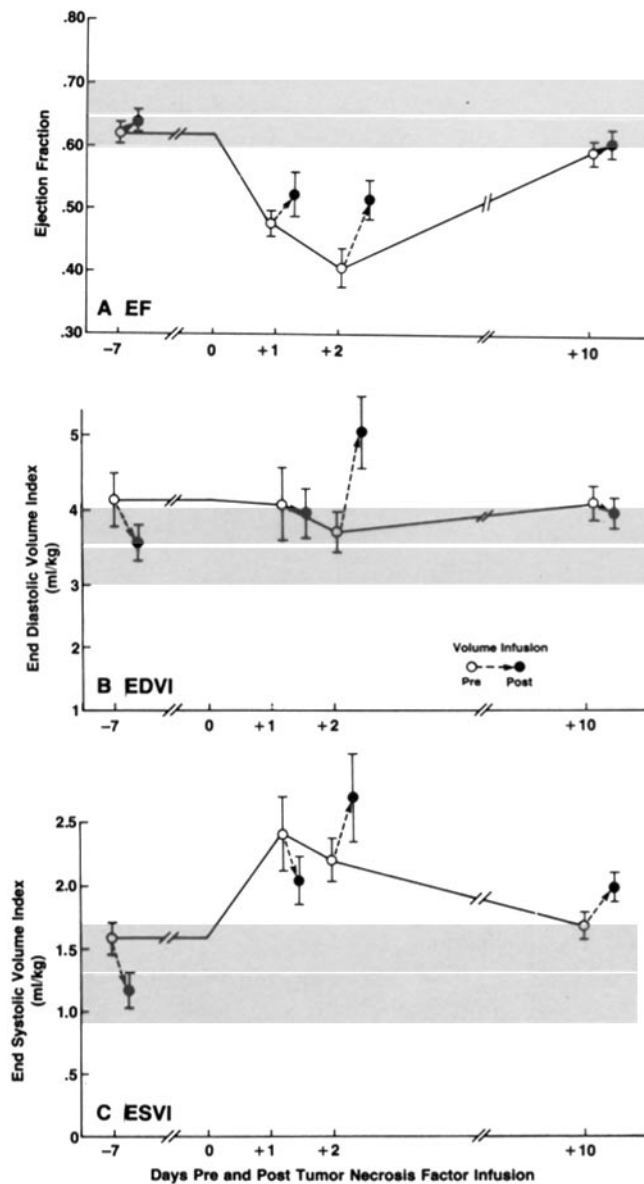 .80
.70
.60
.50
.40
.30
Ejection Fraction
A EF
-7
0
+1
+2
+10
5
4
3
2
1
End Diastolic Volume Index
(ml/kg)
Volume Infusion
Pre
Post
B EDVI
-7
0
+1
+2
+10
2.5
2.0
1.5
1.0
.5
0
End Systolic Volume Index
(ml/kg)
C ESVI
-7
0
+1
+2
+10
Days Pre and Post Tumor Necrosis Factor Infusion